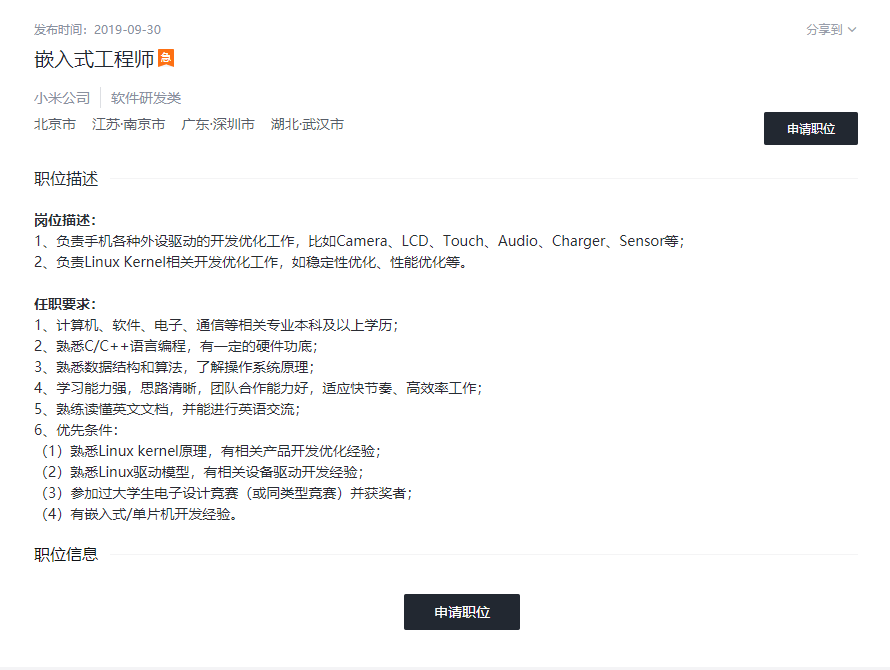 发布时间：2019-09-30
分享到
嵌入式工程师 急
小米公司 软件研发类
北京市 江苏·南京市 广东·深圳市 湖北·武汉市
申请职位
职位描述
岗位描述：
1、负责手机各种外设驱动的开发优化工作，比如Camera、LCD、Touch、Audio、Charger、Sensor等；
2、负责Linux Kernel相关开发优化工作，如稳定性优化、性能优化等。
任职要求：
1、计算机、软件、电子、通信等相关专业本科及以上学历；
2、熟悉C/C++语言编程，有一定的硬件功底；
3、熟悉数据结构和算法，了解操作系统原理；
4、学习能力强，思路清晰，团队合作能力好，适应快节奏、高效率工作；
5、熟练读懂英文文档，并能进行英语交流；
6、优先条件：
（1）熟悉Linux kernel原理，有相关产品开发优化经验；
（2）熟悉Linux驱动模型，有相关设备驱动开发经验；
（3）参加过大学生电子设计竞赛（或同类型竞赛）并获奖者；
（4）有嵌入式/单片机开发经验。
职位信息
申请职位